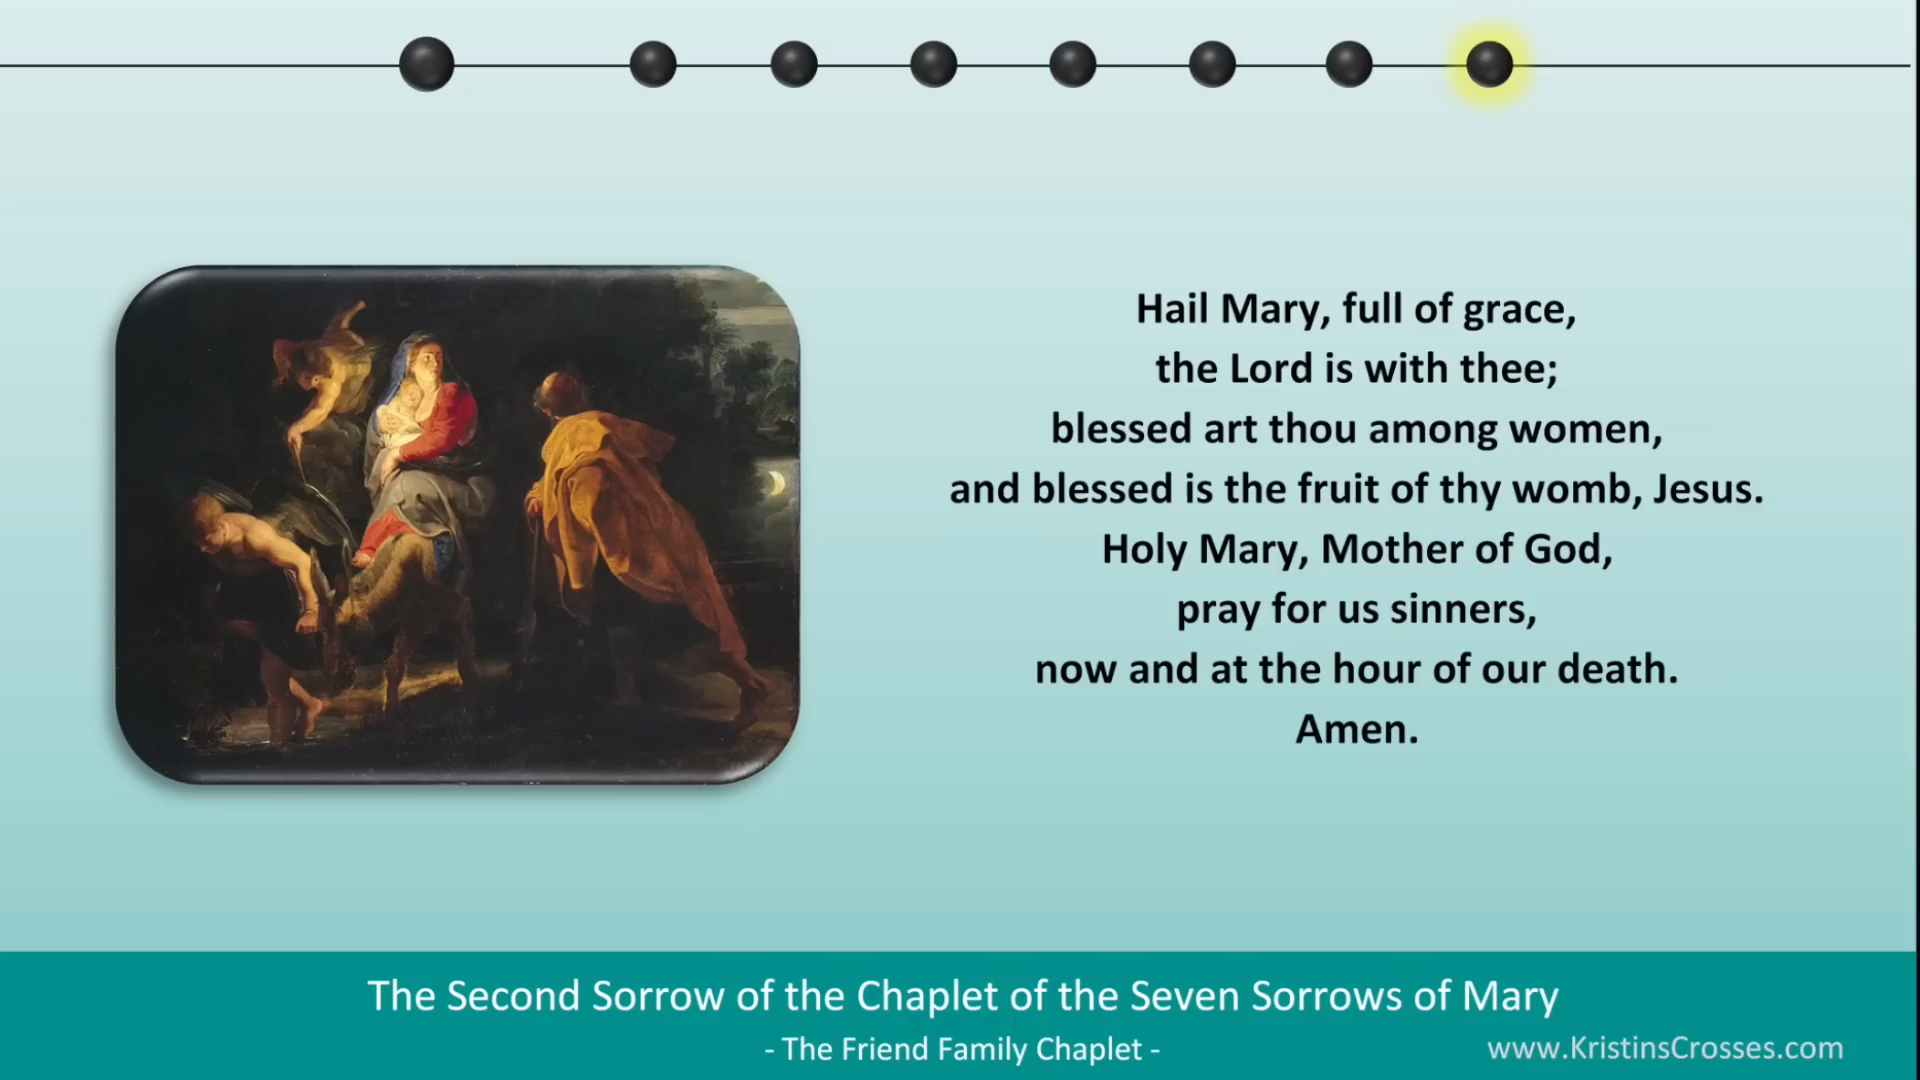 Hail Mary, full of grace,
the Lord is with thee;
blessed art thou among women,
and blessed is the fruit of thy womb, Jesus.
Holy Mary, Mother of God,
pray for us sinners,
now and at the hour of our death.
Amen.
The Second Sorrow of the Chaplet of the Seven Sorrows of Mary
- The Friend Family Chaplet -
www.KristinsCrosses.com